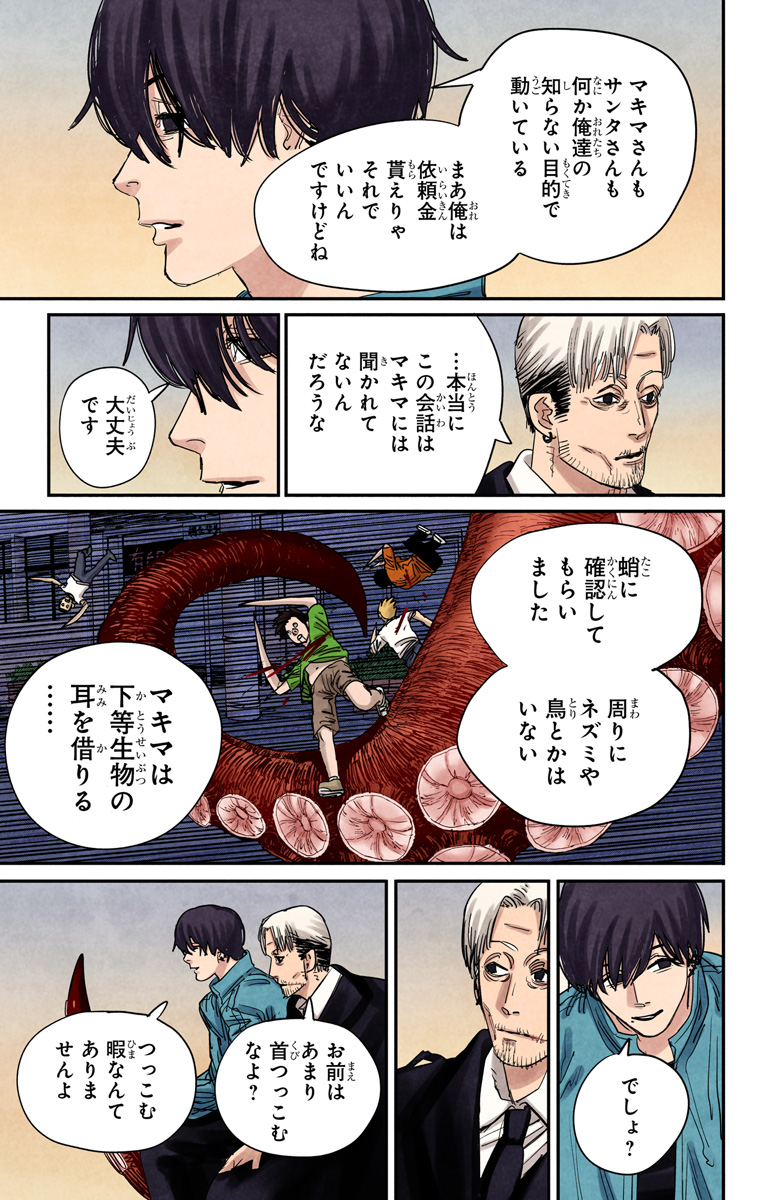 マキマさんも
サンタさんも
何か俺達の
知らない目的で
動いている
まあ俺は
依頼金
貰えりゃ
それで
いいん
ですけどね
…本当に
この会話は
マキマには
聞かれて
ないん
だろうな
大丈夫
です
蛸に
確認して
もらい
ました
周りに
ネズミや
鳥とかは
いない
マキマは
下等生物の
耳を借りる
……
でしょ?
お前は
あまり
首つっこむ
なよ?
つっこむ
暇なんて
ありま
せんよ